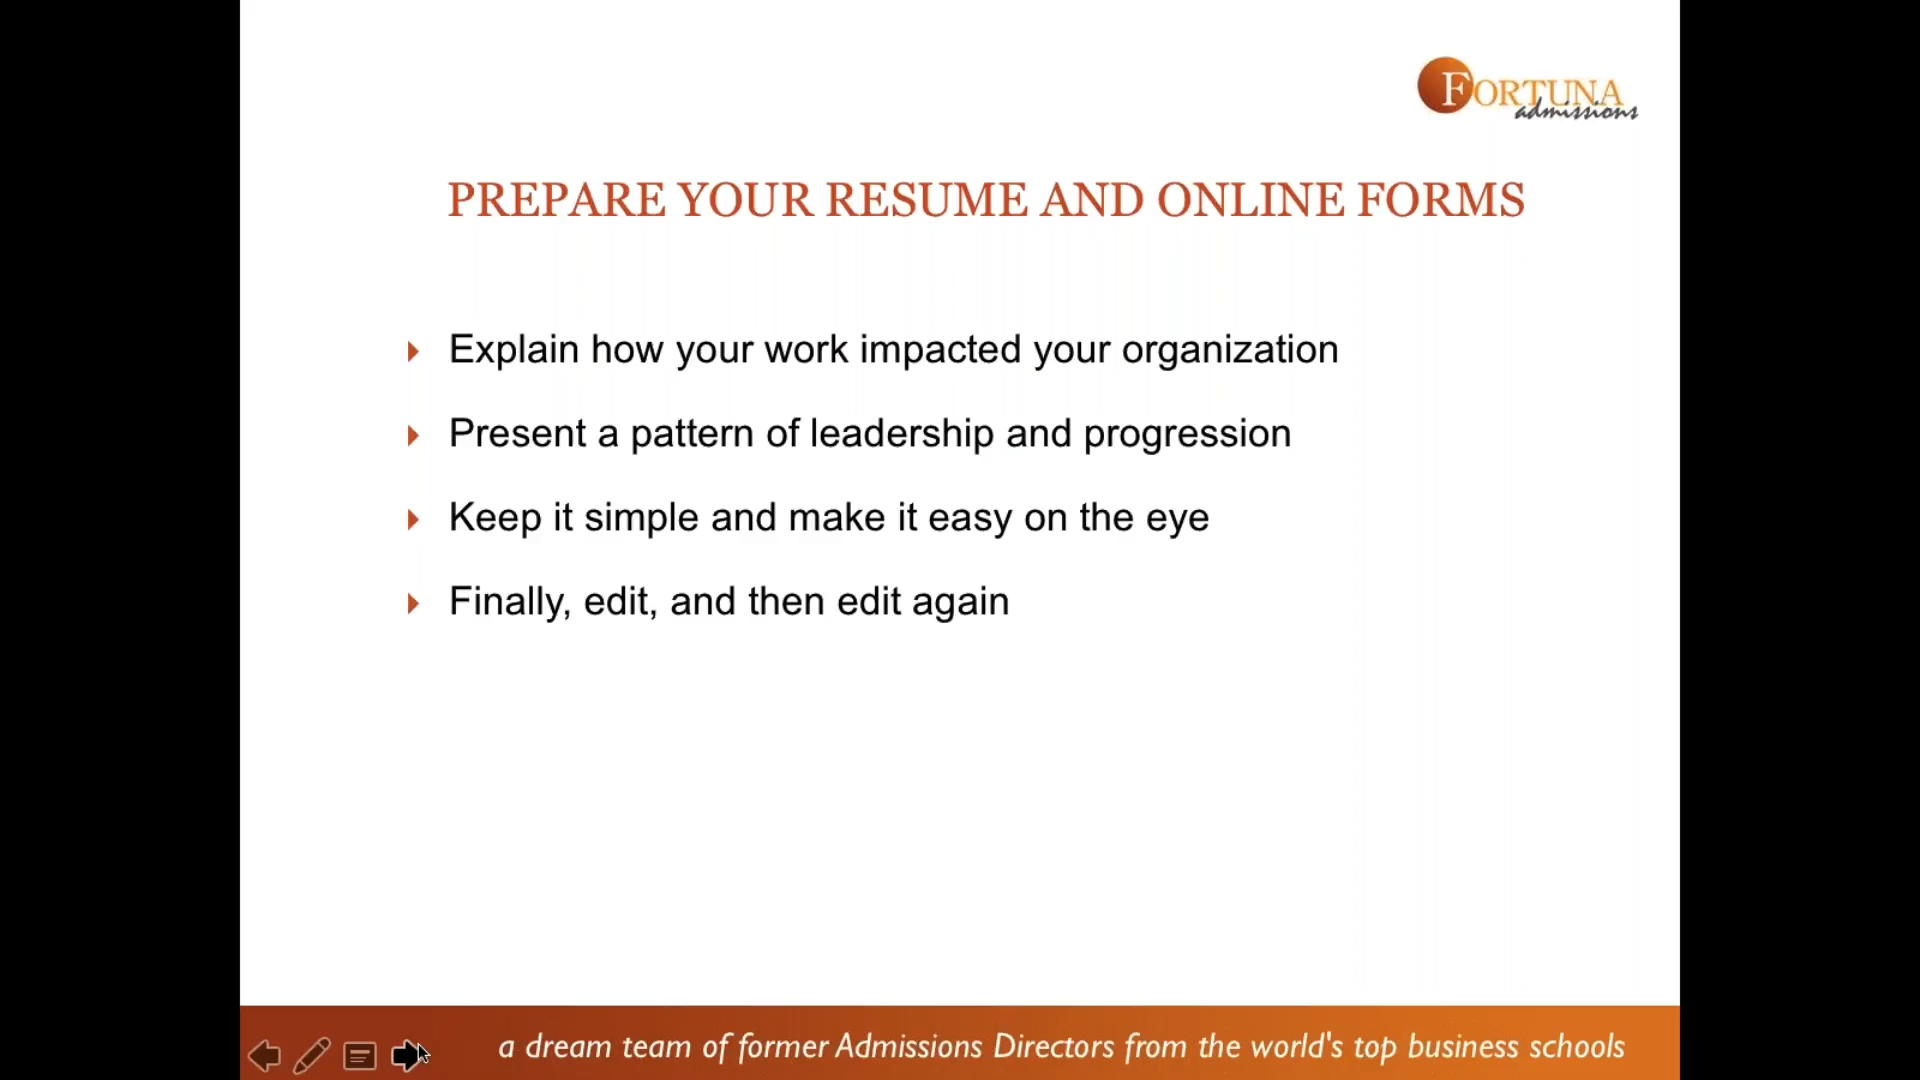 FORTUNA
admissions
PREPARE YOUR RESUME AND ONLINE FORMS
Explain how your work impacted your organization
Present a pattern of leadership and progression
Keep it simple and make it easy on the eye
Finally, edit, and then edit again
a dream team of former Admissions Directors from the world's top business schools